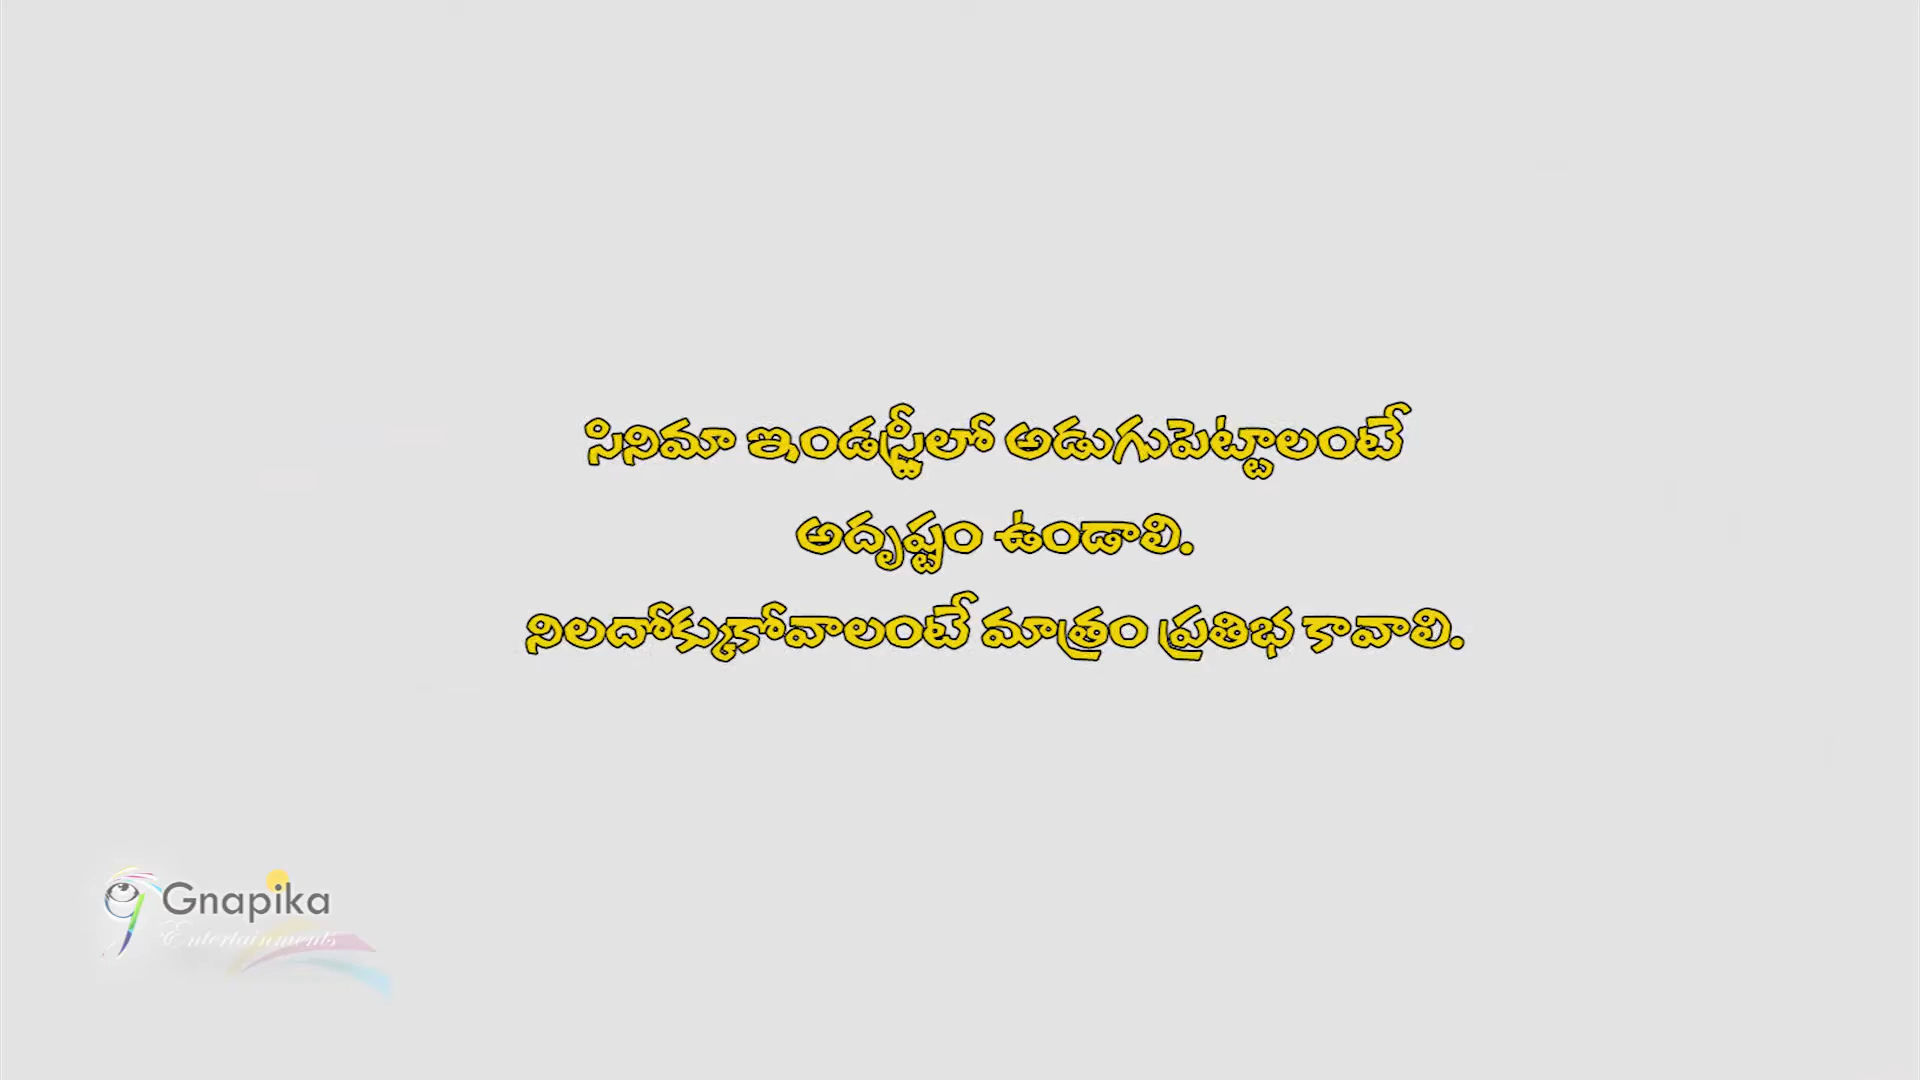 సినిమా ఇండస్ట్రీలో అడుగుపెట్టాలంటే
అదృష్టం ఉండాలి.
నిలదోక్కుకోవాలంటే మాత్రం ప్రతిభ కావాలి.
Gnapika
Entertainments